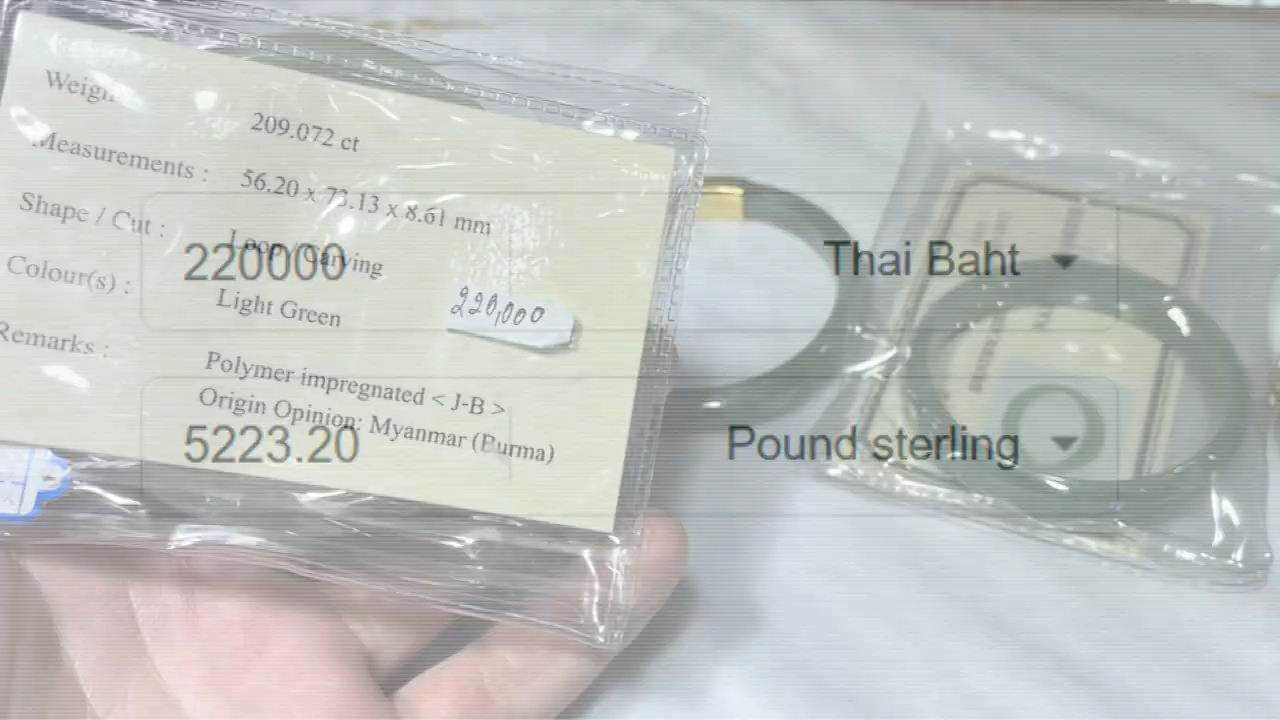 Weigh
209.072 ct
Measurements :
56.20 x 73.13 x 8.61 mm
Shape / Cut :
Loop / Carving
Colour(s) :
Light Green
220,000
Remarks :
Polymer impregnated < J-B >
Origin Opinion: Myanmar (Burma)
220000
Thai Baht
5223.20
Pound sterling